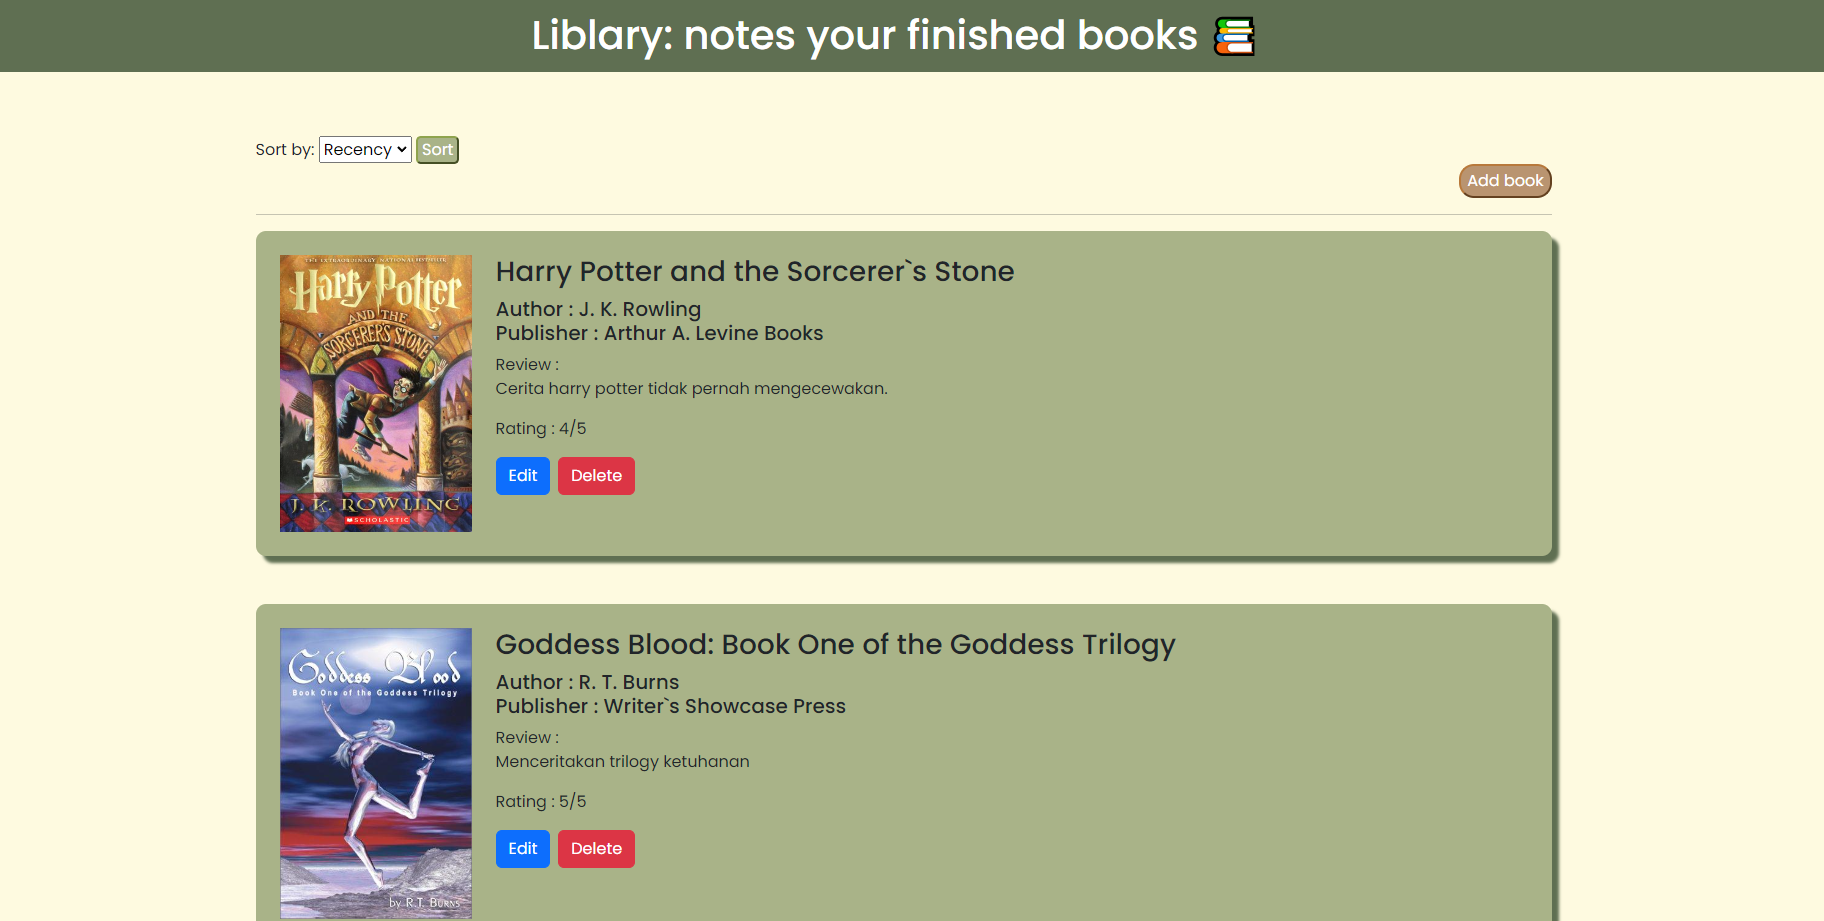 Liblary: notes your finished books
Sort by: Recency Sort
Add book
THE EXTRAORDINARY NATIONAL BESTSELLER
Harry Potter
AND THE
SORCERER'S STONE
J. K. ROWLING
SCHOLASTIC
Harry Potter and the Sorcerer`s Stone
Author : J. K. Rowling
Publisher : Arthur A. Levine Books
Review :
Cerita harry potter tidak pernah mengecewakan.
Rating : 4/5
Edit Delete
Goddess Blood
Book One of the Goddess Trilogy
by R.T. BURNS
Goddess Blood: Book One of the Goddess Trilogy
Author : R. T. Burns
Publisher : Writer`s Showcase Press
Review :
Menceritakan trilogy ketuhanan
Rating : 5/5
Edit Delete